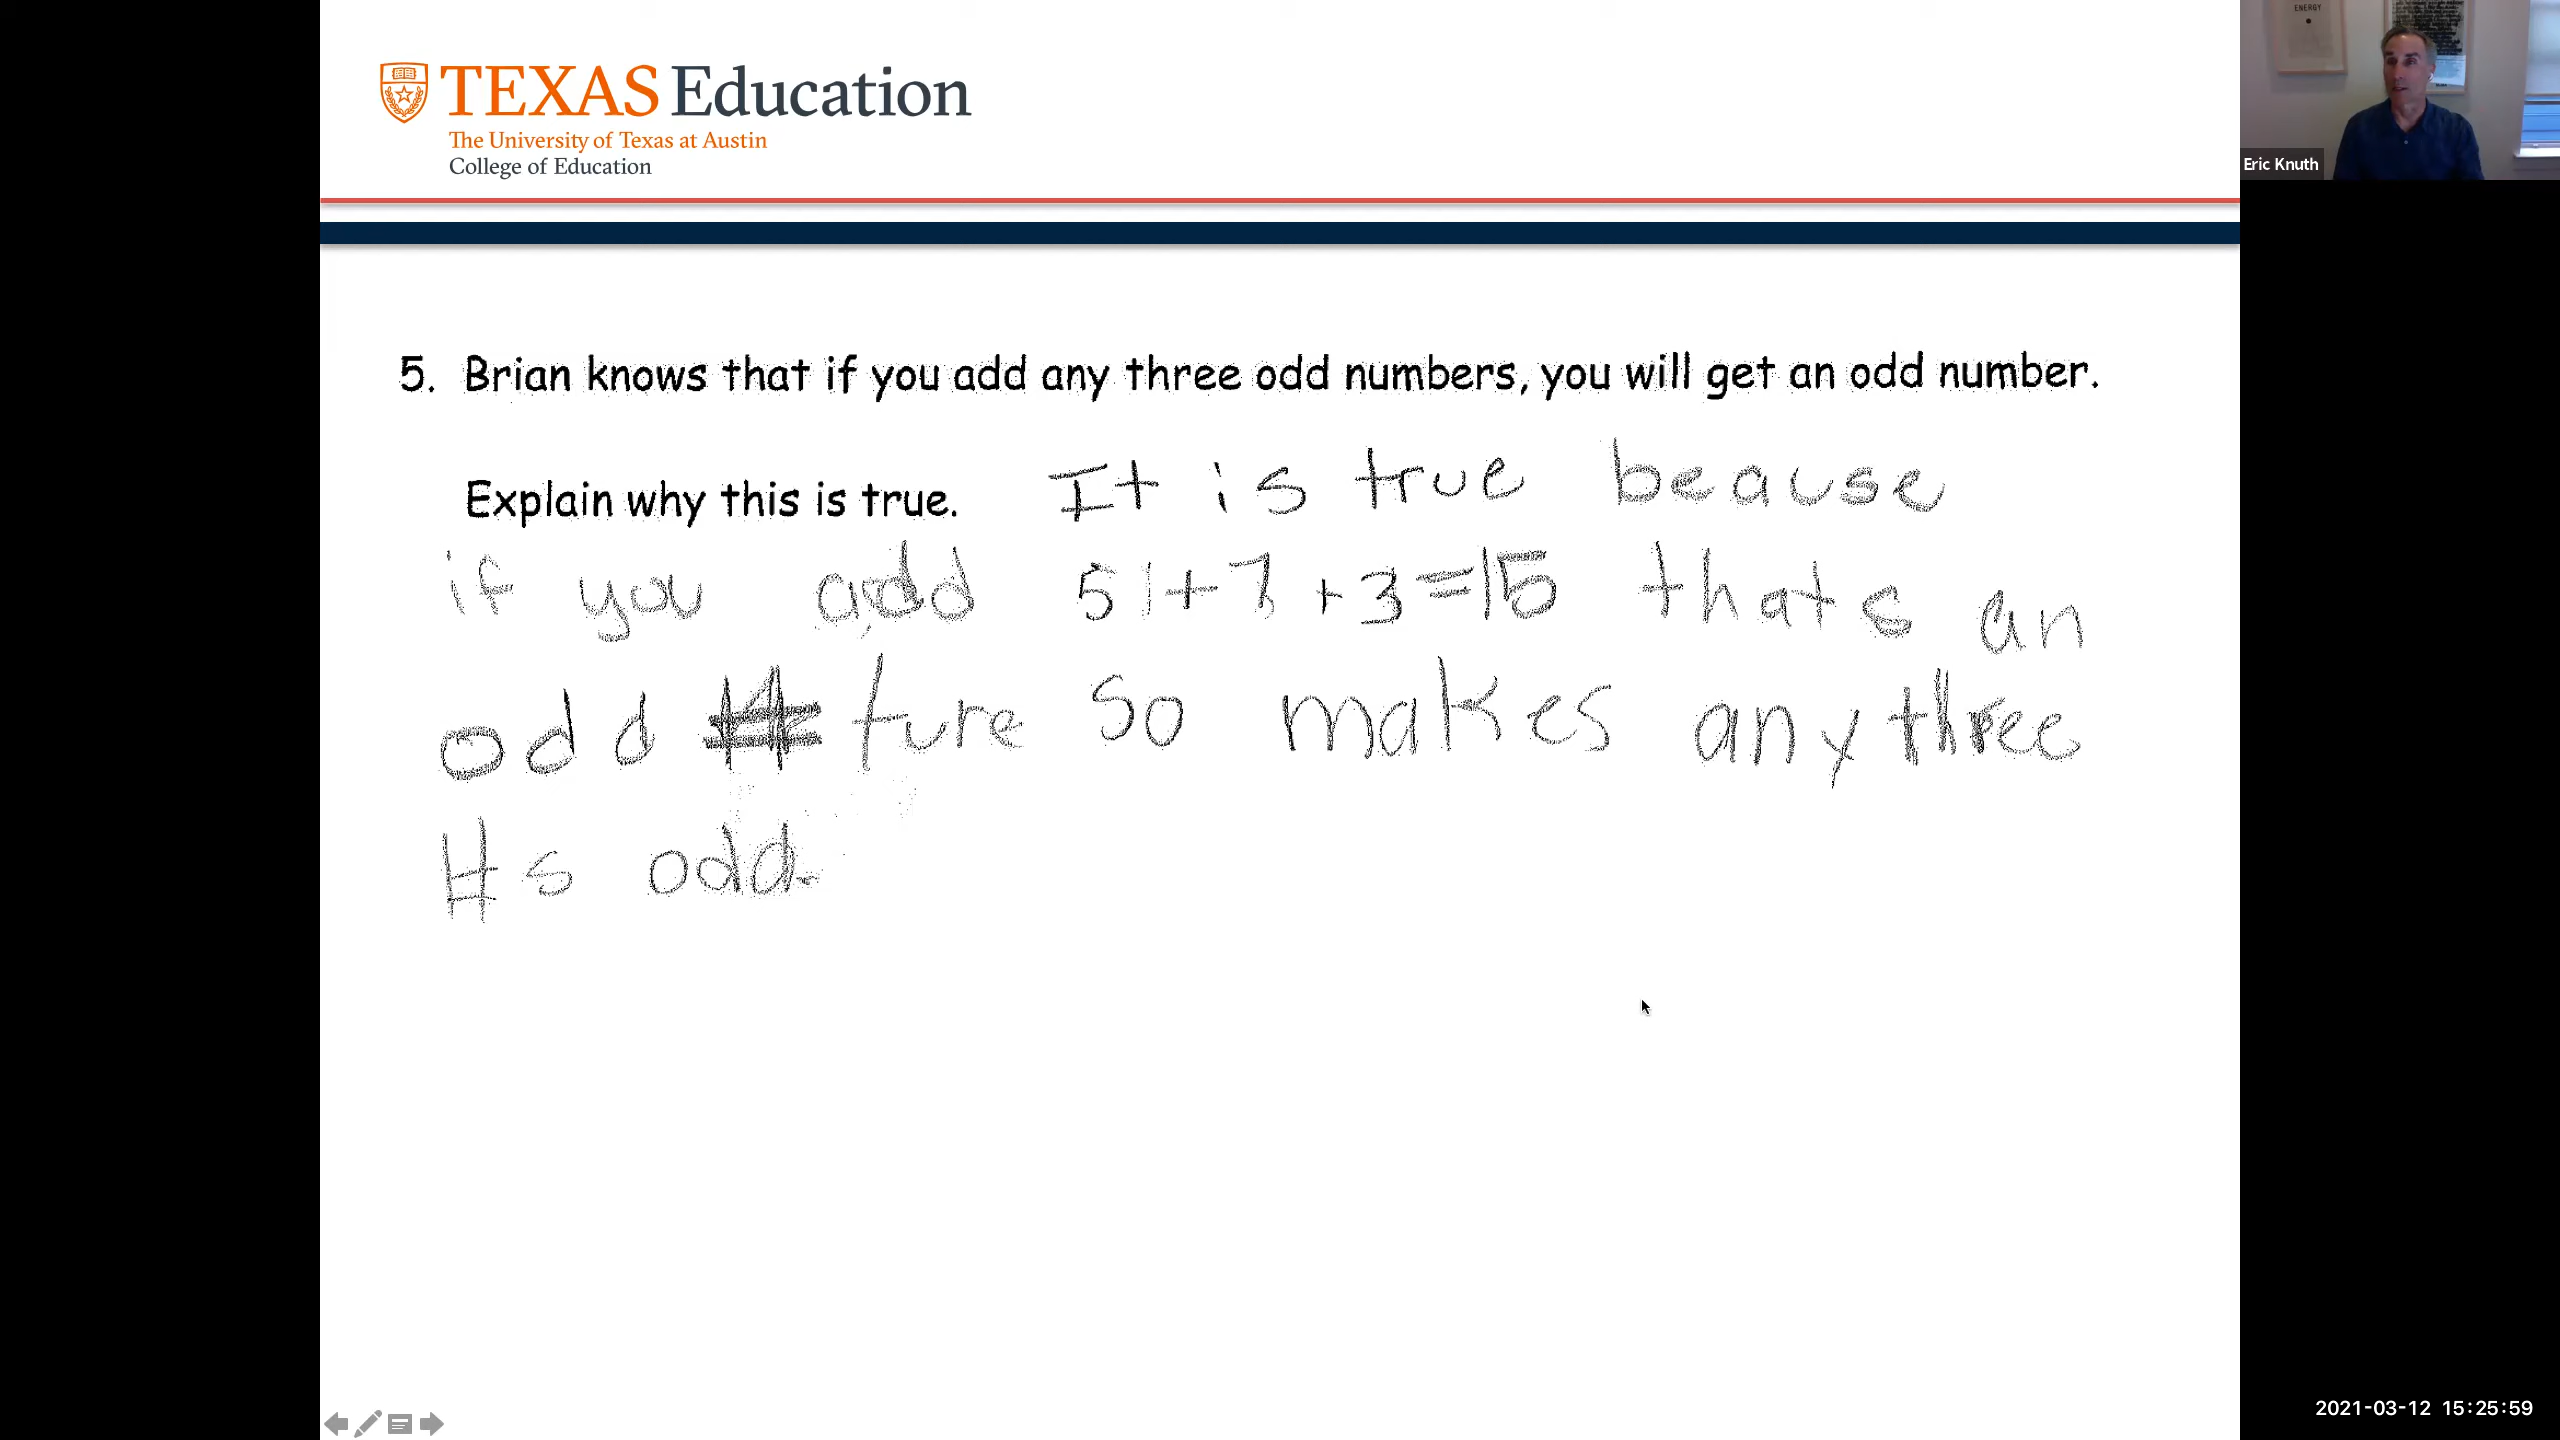 TEXAS Education
The University of Texas at Austin
College of Education
ENERGY
Eric Knuth
5. Brian knows that if you add any three odd numbers, you will get an odd number.
Explain why this is true. It is true beause
if you add 5 + 7 + 3 = 15 thats an
odd # ture so makes any three
#s odd.
2021-03-12 15:25:59